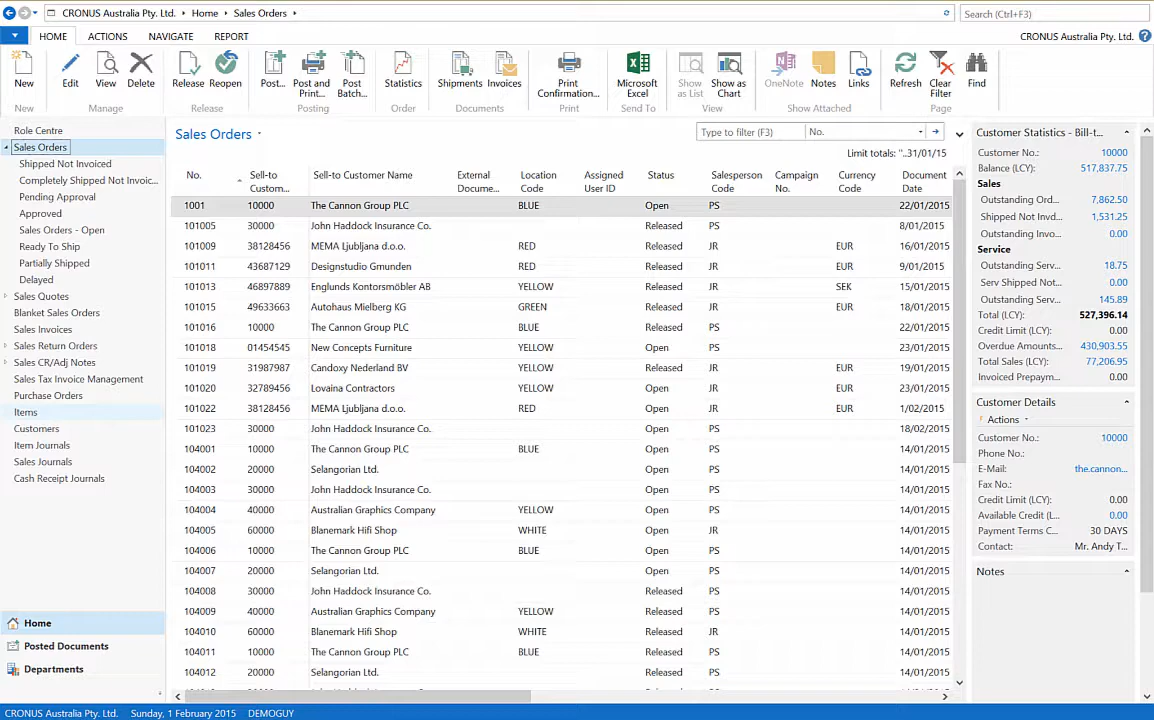 CRONUS Australia Pty. Ltd. Home Sales Orders
Search (Ctrl+F3)
HOME ACTIONS NAVIGATE REPORT
CRONUS Australia Pty. Ltd.
New Edit View Delete Release Reopen Post... Post and Print... Post Batch... Statistics Shipments Invoices Print Confirmation... Microsoft Excel Show as List Show as Chart OneNote Notes Links Refresh Clear Filter Find
New Manage Release Posting Order Documents Print Send To View Show Attached Page
Role Centre
Sales Orders
Shipped Not Invoiced
Completely Shipped Not Invoic...
Pending Approval
Approved
Sales Orders - Open
Ready To Ship
Partially Shipped
Delayed
Sales Quotes
Blanket Sales Orders
Sales Invoices
Sales Return Orders
Sales CR/Adj Notes
Sales Tax Invoice Management
Purchase Orders
Items
Customers
Item Journals
Sales Journals
Cash Receipt Journals
Home
Posted Documents
Departments
Sales Orders
Type to filter (F3) No.
Limit totals: ''..31/01/15
No. Sell-to Custom... Sell-to Customer Name External Docume... Location Code Assigned User ID Status Salesperson Code Campaign No. Currency Code Document Date
1001 10000 The Cannon Group PLC BLUE Open PS 22/01/2015
101005 30000 John Haddock Insurance Co. Released PS 8/01/2015
101009 38128456 MEMA Ljubljana d.o.o. RED Released JR EUR 16/01/2015
101011 43687129 Designstudio Gmunden RED Released JR EUR 9/01/2015
101013 46897889 Englunds Kontorsmöbler AB YELLOW Released JR SEK 15/01/2015
101015 49633663 Autohaus Mielberg KG GREEN Released JR EUR 18/01/2015
101016 10000 The Cannon Group PLC BLUE Released PS 22/01/2015
101018 01454545 New Concepts Furniture YELLOW Open PS 23/01/2015
101019 31987987 Candoxy Nederland BV YELLOW Released JR EUR 19/01/2015
101020 32789456 Lovaina Contractors YELLOW Open JR EUR 23/01/2015
101022 38128456 MEMA Ljubljana d.o.o. RED Open JR EUR 1/02/2015
101023 30000 John Haddock Insurance Co. Open PS 18/02/2015
104001 10000 The Cannon Group PLC BLUE Open PS 14/01/2015
104002 20000 Selangorian Ltd. Open PS 14/01/2015
104003 30000 John Haddock Insurance Co. Open PS 14/01/2015
104004 40000 Australian Graphics Company YELLOW Open PS 14/01/2015
104005 60000 Blanemark Hifi Shop WHITE Open JR 14/01/2015
104006 10000 The Cannon Group PLC BLUE Open PS 14/01/2015
104007 20000 Selangorian Ltd. Open PS 14/01/2015
104008 30000 John Haddock Insurance Co. Released PS 14/01/2015
104009 40000 Australian Graphics Company YELLOW Released PS 14/01/2015
104010 60000 Blanemark Hifi Shop WHITE Released JR 14/01/2015
104011 10000 The Cannon Group PLC BLUE Released PS 14/01/2015
104012 20000 Selangorian Ltd. Released PS 14/01/2015
Customer Statistics - Bill-t...
Customer No.: 10000
Balance (LCY): 517,837.75
Sales
Outstanding Ord... 7,862.50
Shipped Not Invd... 1,531.25
Outstanding Invo... 0.00
Service
Outstanding Serv... 18.75
Serv Shipped Not... 0.00
Outstanding Serv... 145.89
Total (LCY): 527,396.14
Credit Limit (LCY): 0.00
Overdue Amounts... 430,903.55
Total Sales (LCY): 77,206.95
Invoiced Prepaym... 0.00
Customer Details
Actions
Customer No.: 10000
Phone No.:
E-Mail: the.cannon...
Fax No.:
Credit Limit (LCY): 0.00
Available Credit (L... 0.00
Payment Terms C... 30 DAYS
Contact: Mr. Andy T...
Notes
CRONUS Australia Pty. Ltd. Sunday, 1 February 2015 DEMOGUY